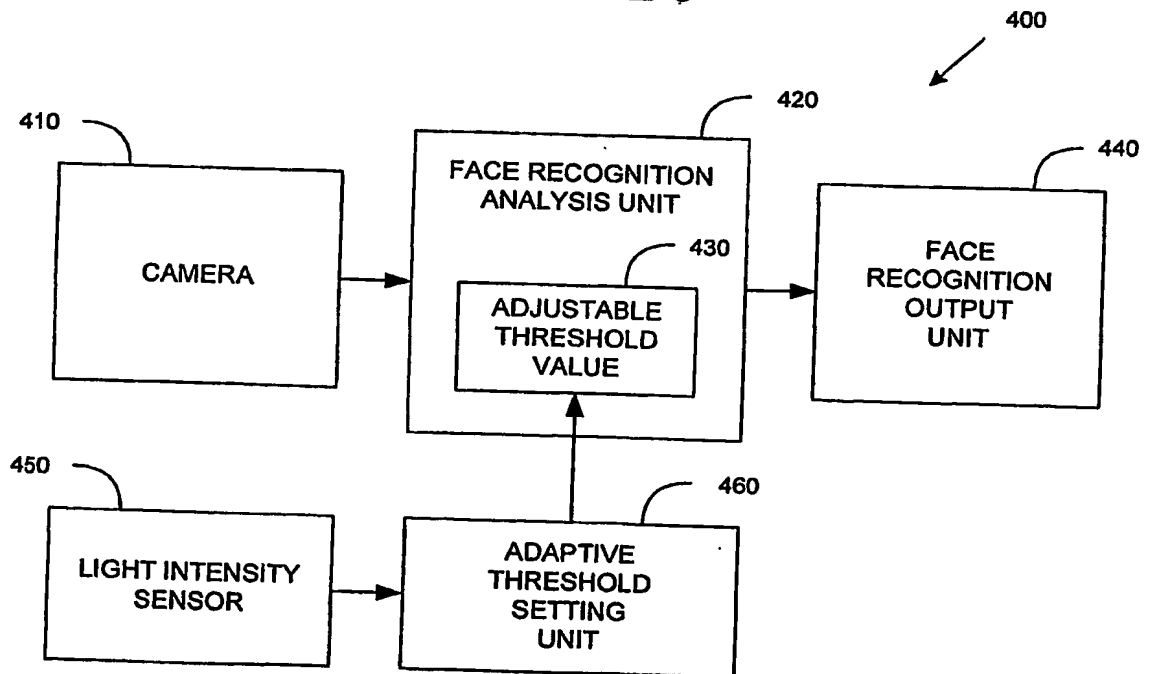 400
420
410
440
FACE RECOGNITION
ANALYSIS UNIT
430
CAMERA
FACE
RECOGNITION
OUTPUT
UNIT
ADJUSTABLE
THRESHOLD
VALUE
450
460
LIGHT INTENSITY
SENSOR
ADAPTIVE
THRESHOLD
SETTING
UNIT